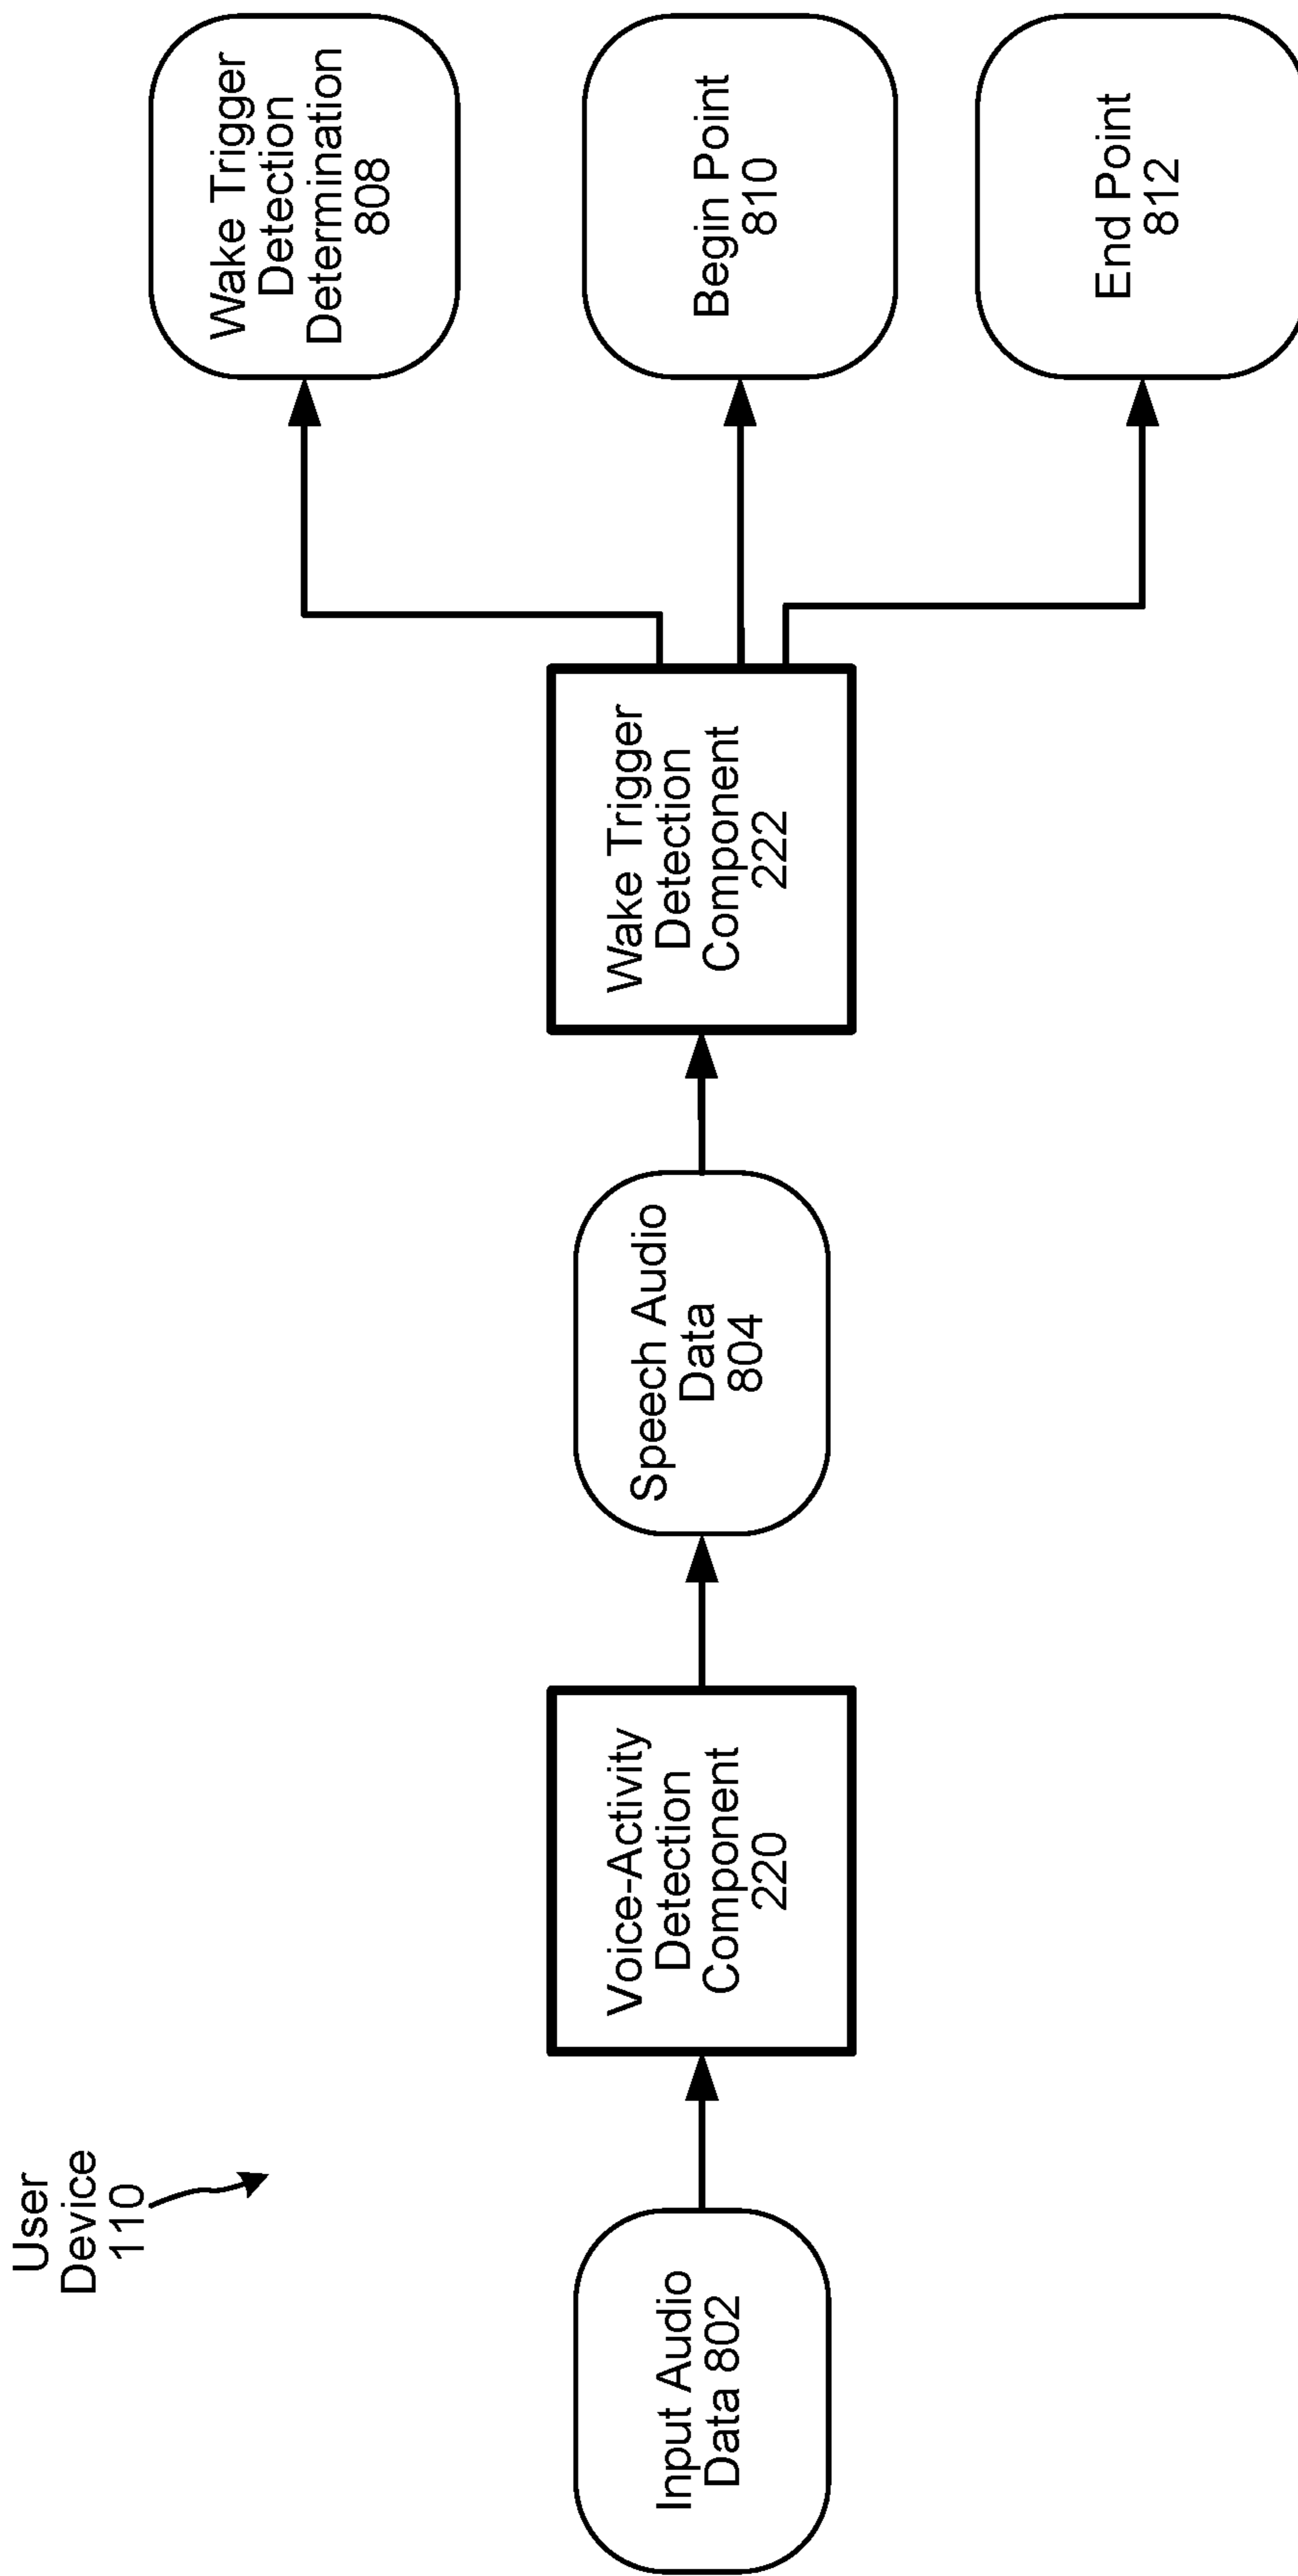 User
Device
110
Input Audio
Data 802
Voice-Activity
Detection
Component
220
Speech Audio
Data
804
Wake Trigger
Detection
Component
222
Wake Trigger
Detection
Determination
808
Begin Point
810
End Point
812